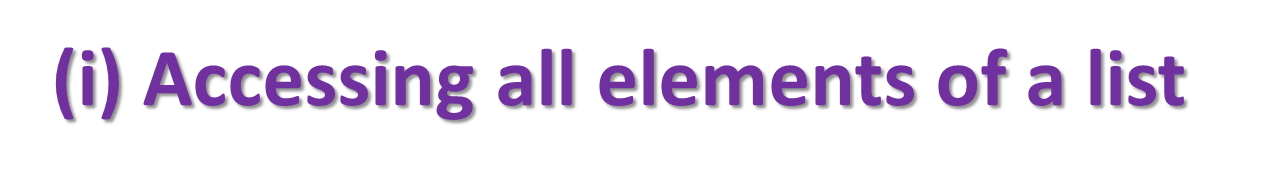 (i) Accessing all elements of a list